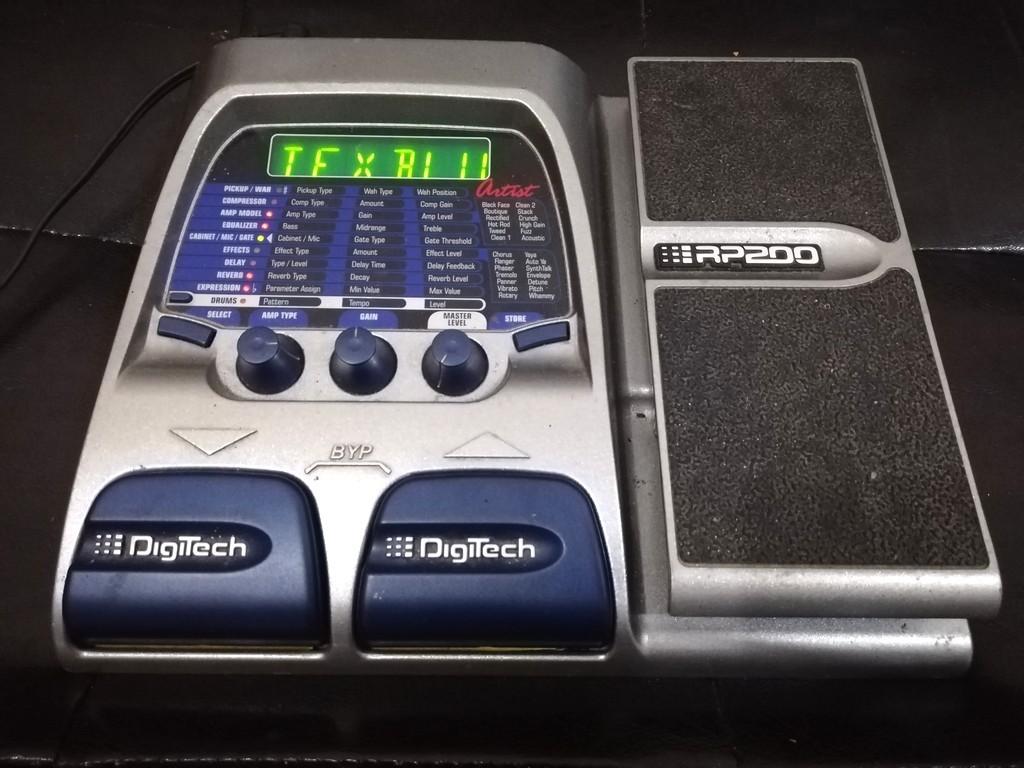 TEXBLU
PICKUP / WAH Pickup Type Wah Type Wah Position Artist
COMPRESSOR Comp Type Amount Comp Gain Black Face Clean 2
AMP MODEL Amp Type Gain Amp Level Boutique Stack
Rectified Crunch
EQUALIZER Bass Midrange Treble Hot Rod High Gain
Tweed Fuzz
CABINET / MIC / GATE Cabinet / Mic Gate Type Gate Threshold Clean 1 Acoustic
EFFECTS Effect Type Amount Effect Level Chorus Yaya
Flanger Auto Ya
DELAY Type / Level Delay Time Delay Feedback Phaser SynthTalk
Tremolo Envelope
REVERB Reverb Type Decay Reverb Level Panner Detune
EXPRESSION Parameter Assign Min Value Max Value Vibrato Pitch
Rotary Whammy
DRUMS Pattern Tempo Level
SELECT AMP TYPE GAIN MASTER LEVEL STORE
RP200
BYP
DigiTech DigiTech